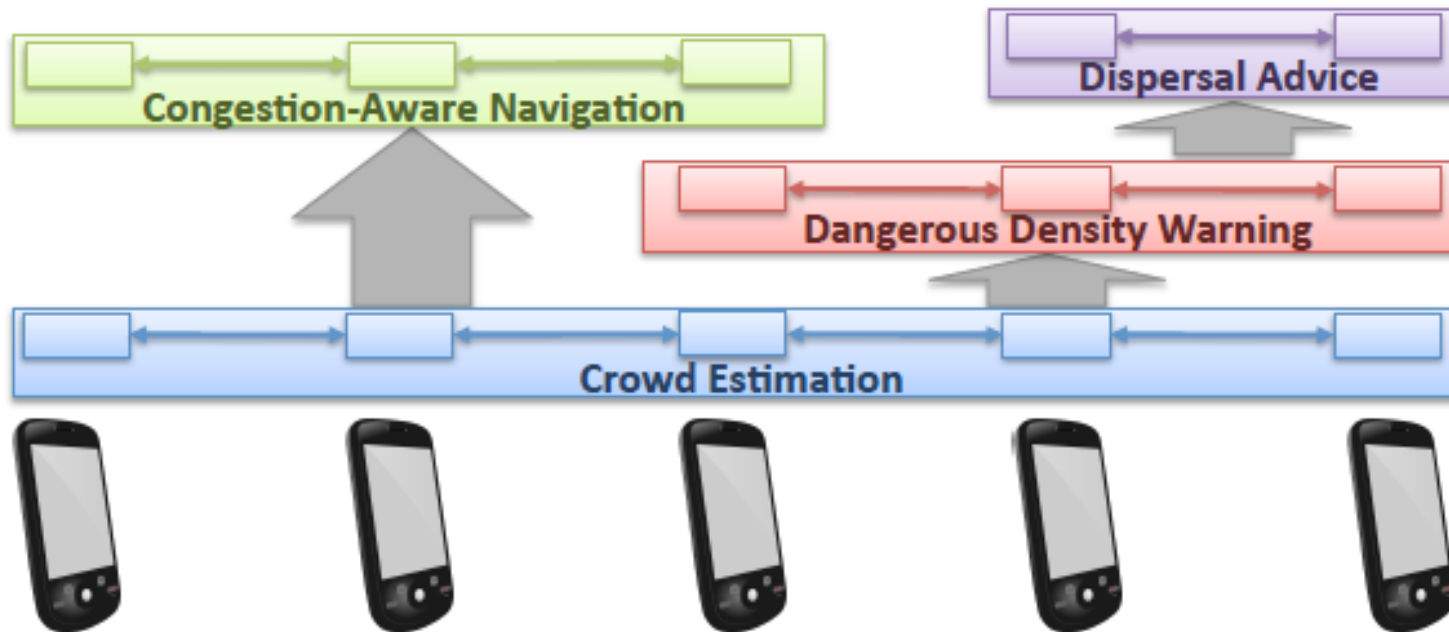 Dispersal Advice
Congestion-Aware Navigation
Dangerous Density Warning
Crowd Estimation